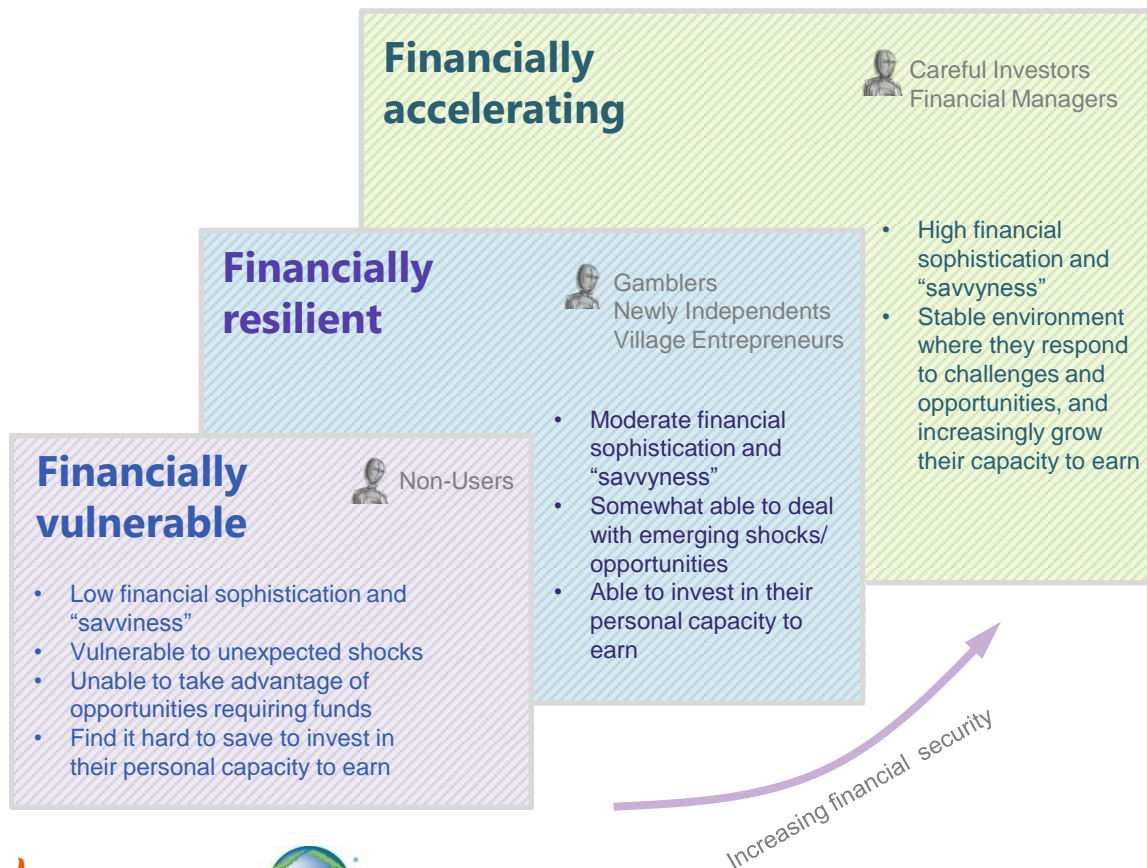 Financially
accelerating
Careful Investors
Financial Managers
• High financial
sophistication and
“savvyness”
• Stable environment
where they respond
to challenges and
opportunities, and
increasingly grow
their capacity to earn
Financially
resilient
Gamblers
Newly Independents
Village Entrepreneurs
• Moderate financial
sophistication and
“savvyness”
• Somewhat able to deal
with emerging shocks/
opportunities
• Able to invest in their
personal capacity to
earn
Financially
vulnerable
Non-Users
• Low financial sophistication and
“savviness”
• Vulnerable to unexpected shocks
• Unable to take advantage of
opportunities requiring funds
• Find it hard to save to invest in
their personal capacity to earn
Increasing financial security